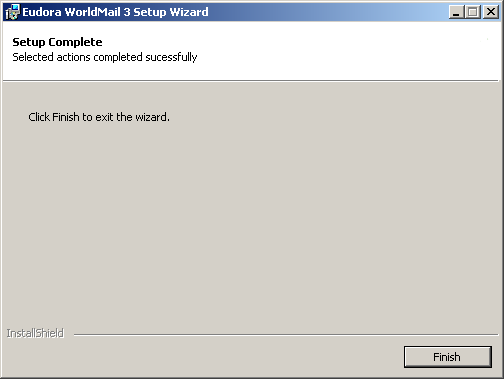 Eudora WorldMail 3 Setup Wizard
Setup Complete
Selected actions completed sucessfully
Click Finish to exit the wizard.
InstallShield
Finish